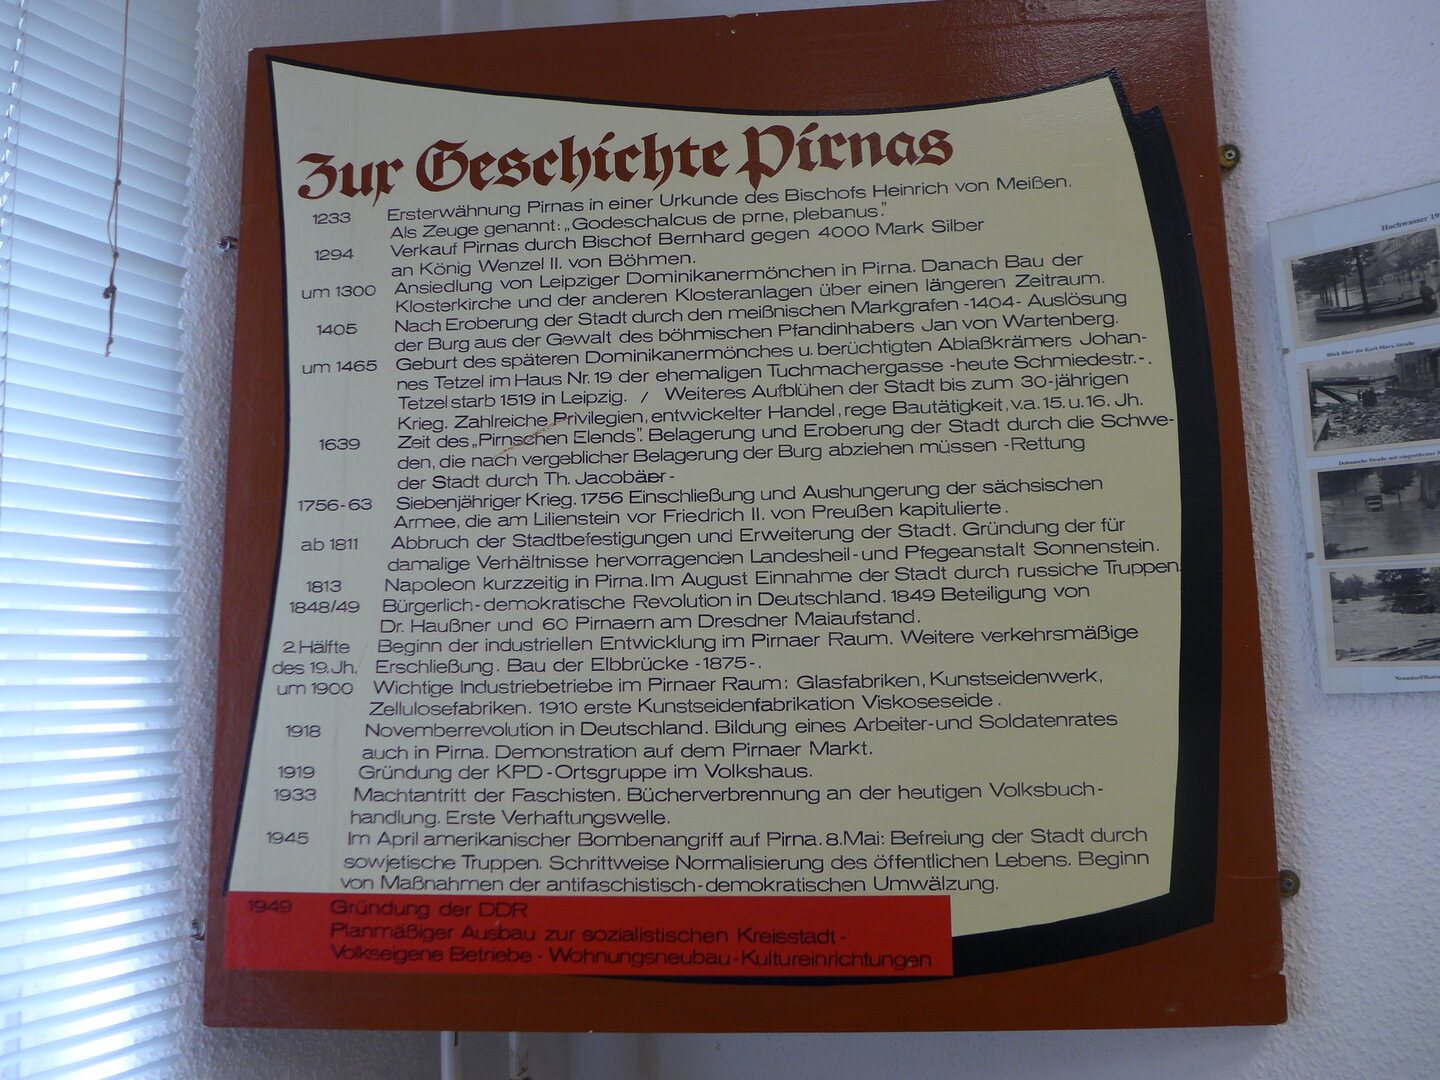 Zur Geschichte Pirnas
1233 Ersterwähnung Pirnas in einer Urkunde des Bischofs Heinrich von Meißen.
Als Zeuge genannt: „Godeschalcus de prne, plebanus."
1294 Verkauf Pirnas durch Bischof Bernhard gegen 4000 Mark Silber
an König Wenzel II. von Böhmen.
um 1300 Ansiedlung von Leipziger Dominikanermönchen in Pirna. Danach Bau der
Klosterkirche und der anderen Klosteranlagen über einen längeren Zeitraum.
1405 Nach Eroberung der Stadt durch den meißnischen Markgrafen -1404- Auslösung
der Burg aus der Gewalt des böhmischen Pfandinhabers Jan von Wartenberg.
um 1465 Geburt des späteren Dominikanermönches u. berüchtigten Ablaßkrämers Johan-
nes Tetzel im Haus Nr. 19 der ehemaligen Tuchmachergasse -heute Schmiedestr.-.
Tetzel starb 1519 in Leipzig. / Weiteres Aufblühen der Stadt bis zum 30-jährigen
Krieg. Zahlreiche Privilegien, entwickelter Handel, rege Bautätigkeit, v.a. 15. u. 16. Jh.
1639 Zeit des „Pirnschen Elends". Belagerung und Eroberung der Stadt durch die Schwe-
den, die nach vergeblicher Belagerung der Burg abziehen müssen -Rettung
der Stadt durch Th. Jacobäer-
1756-63 Siebenjähriger Krieg. 1756 Einschließung und Aushungerung der sächsischen
Armee, die am Lilienstein vor Friedrich II. von Preußen kapitulierte.
ab 1811 Abbruch der Stadtbefestigungen und Erweiterung der Stadt. Gründung der für
damalige Verhältnisse hervorragenden Landesheil- und Pfegeanstalt Sonnenstein.
1813 Napoleon kurzzeitig in Pirna. Im August Einnahme der Stadt durch russiche Truppen
1848/49 Bürgerlich-demokratische Revolution in Deutschland. 1849 Beteiligung von
Dr. Haußner und 60 Pirnaern am Dresdner Maiaufstand.
2. Hälfte Beginn der industriellen Entwicklung im Pirnaer Raum. Weitere verkehrsmäßige
des 19. Jh. Erschließung. Bau der Elbbrücke -1875-.
um 1900 Wichtige Industriebetriebe im Pirnaer Raum: Glasfabriken, Kunstseidenwerk,
Zellulosefabriken. 1910 erste Kunstseidenfabrikation Viskoseseide.
1918 Novemberrevolution in Deutschland. Bildung eines Arbeiter- und Soldatenrates
auch in Pirna. Demonstration auf dem Pirnaer Markt.
1919 Gründung der KPD-Ortsgruppe im Volkshaus.
1933 Machtantritt der Faschisten. Bücherverbrennung an der heutigen Volksbuch-
handlung. Erste Verhaftungswelle.
1945 Im April amerikanischer Bombenangriff auf Pirna. 8. Mai: Befreiung der Stadt durch
sowjetische Truppen. Schrittweise Normalisierung des öffentlichen Lebens. Beginn
von Maßnahmen der antifaschistisch-demokratischen Umwälzung.
1949 Gründung der DDR
Planmäßiger Ausbau zur sozialistischen Kreisstadt-
Volkseigene Betriebe - Wohnungsneubau - Kultureinrichtungen
Hochwasser
Blick über die Karl-Marx-Straße
Dohnasche Straße mit